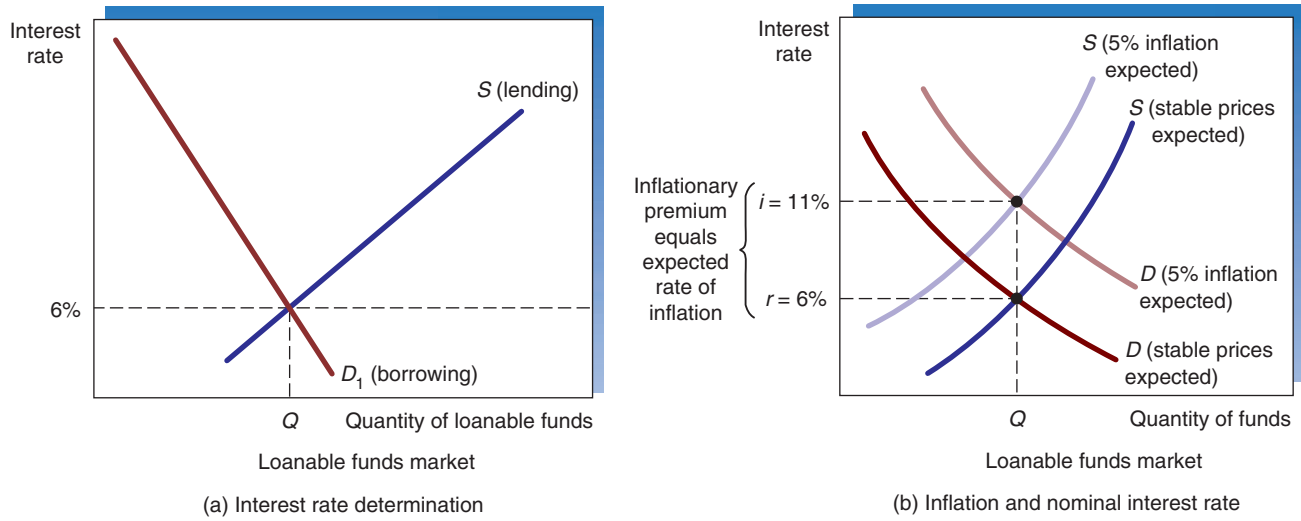 Interest
rate
S (lending)
6%
D1 (borrowing)
Q
Quantity of loanable funds
Loanable funds market
(a) Interest rate determination
Interest
rate
S (5% inflation
expected)
S (stable prices
expected)
Inflationary
premium
equals
expected
rate of
inflation
i = 11%
r = 6%
D (5% inflation
expected)
D (stable prices
expected)
Q
Quantity of funds
Loanable funds market
(b) Inflation and nominal interest rate